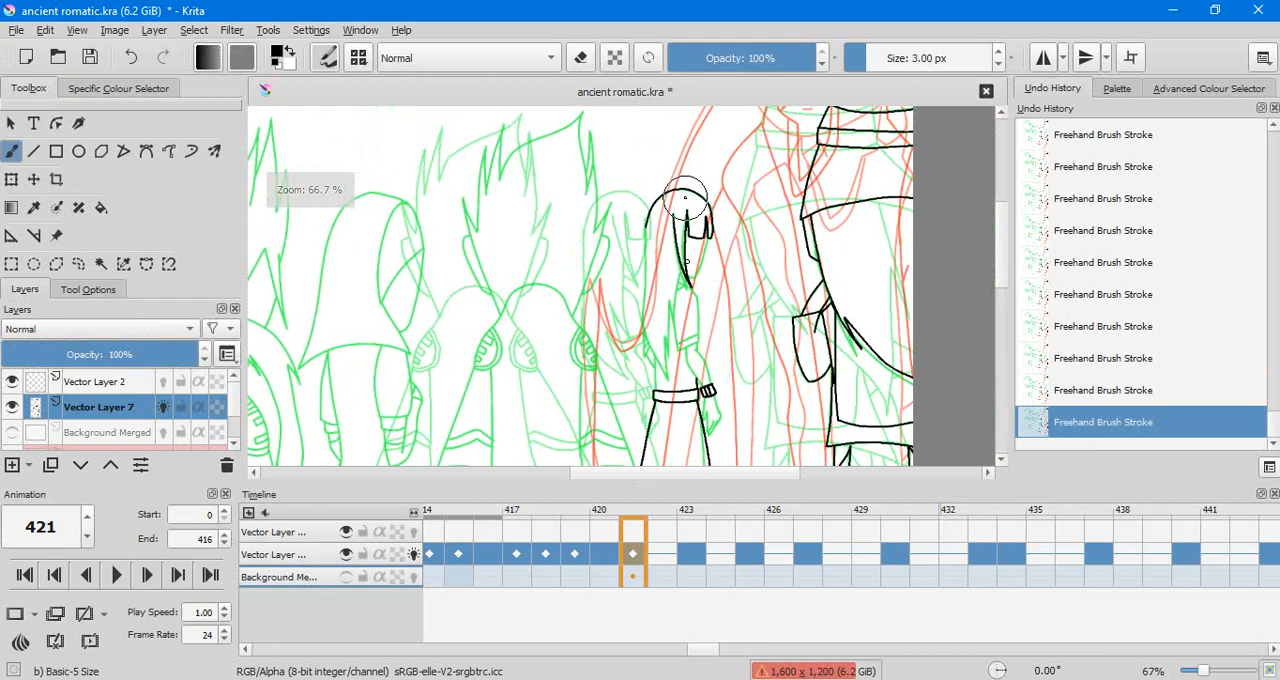 ancient romatic.kra (6.2 GiB) * - Krita
File Edit View Image Layer Select Filter Tools Settings Window Help
Normal
Opacity: 100%
Size: 3.00 px
Toolbox
Specific Colour Selector
ancient romatic.kra *
Undo History
Palette
Advanced Colour Selector
Undo History
Zoom: 66.7 %
Freehand Brush Stroke
Freehand Brush Stroke
Freehand Brush Stroke
Freehand Brush Stroke
Freehand Brush Stroke
Freehand Brush Stroke
Freehand Brush Stroke
Freehand Brush Stroke
Freehand Brush Stroke
Freehand Brush Stroke
Layers
Tool Options
Layers
Normal
Opacity: 100%
Vector Layer 2
Vector Layer 7
Background Merged
Animation
421
Start: 0
End: 416
Play Speed: 1.00
Frame Rate: 24
Timeline
14 417 420 423 426 429 432 435 438 441
Vector Layer ...
Vector Layer ...
Background Me...
b) Basic-5 Size
RGB/Alpha (8-bit integer/channel) sRGB-elle-V2-srgbtrc.icc
1,600 x 1,200 (6.2 GiB)
0.00°
67%